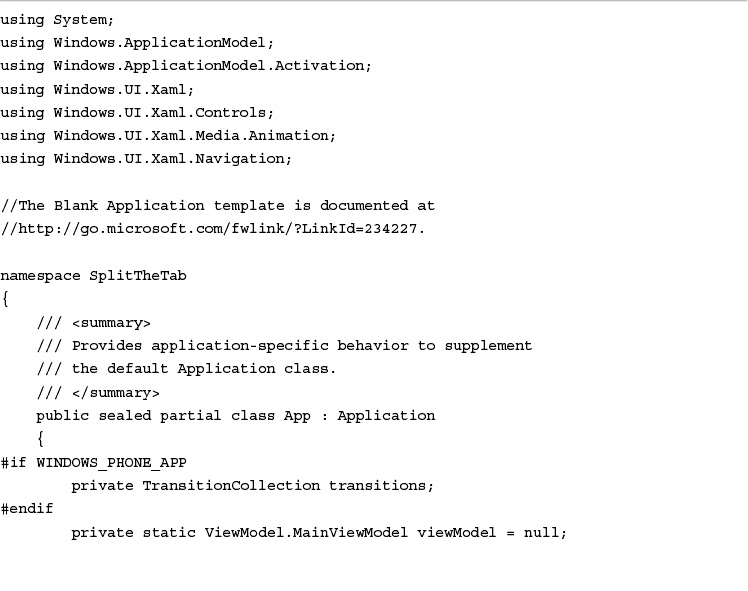 using System;
using Windows.ApplicationModel;
using Windows.ApplicationModel.Activation;
using Windows.UI.Xaml;
using Windows.UI.Xaml.Controls;
using Windows.UI.Xaml.Media.Animation;
using Windows.UI.Xaml.Navigation;

//The Blank Application template is documented at
//http://go.microsoft.com/fwlink/?LinkId=234227.

namespace SplitTheTab
{
    /// <summary>
    /// Provides application-specific behavior to supplement
    /// the default Application class.
    /// </summary>
    public sealed partial class App : Application
    {
#if WINDOWS_PHONE_APP
        private TransitionCollection transitions;
#endif
        private static ViewModel.MainViewModel viewModel = null;